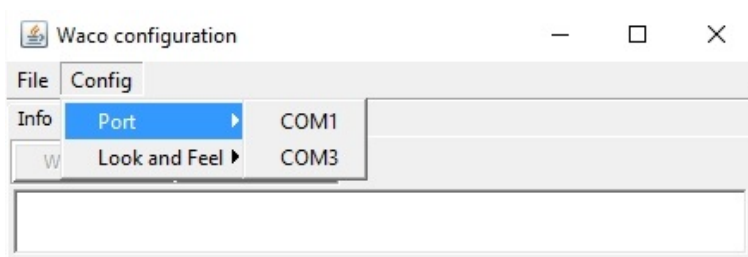 Waco configuration
File Config
Info Port COM1
W Look and Feel COM3